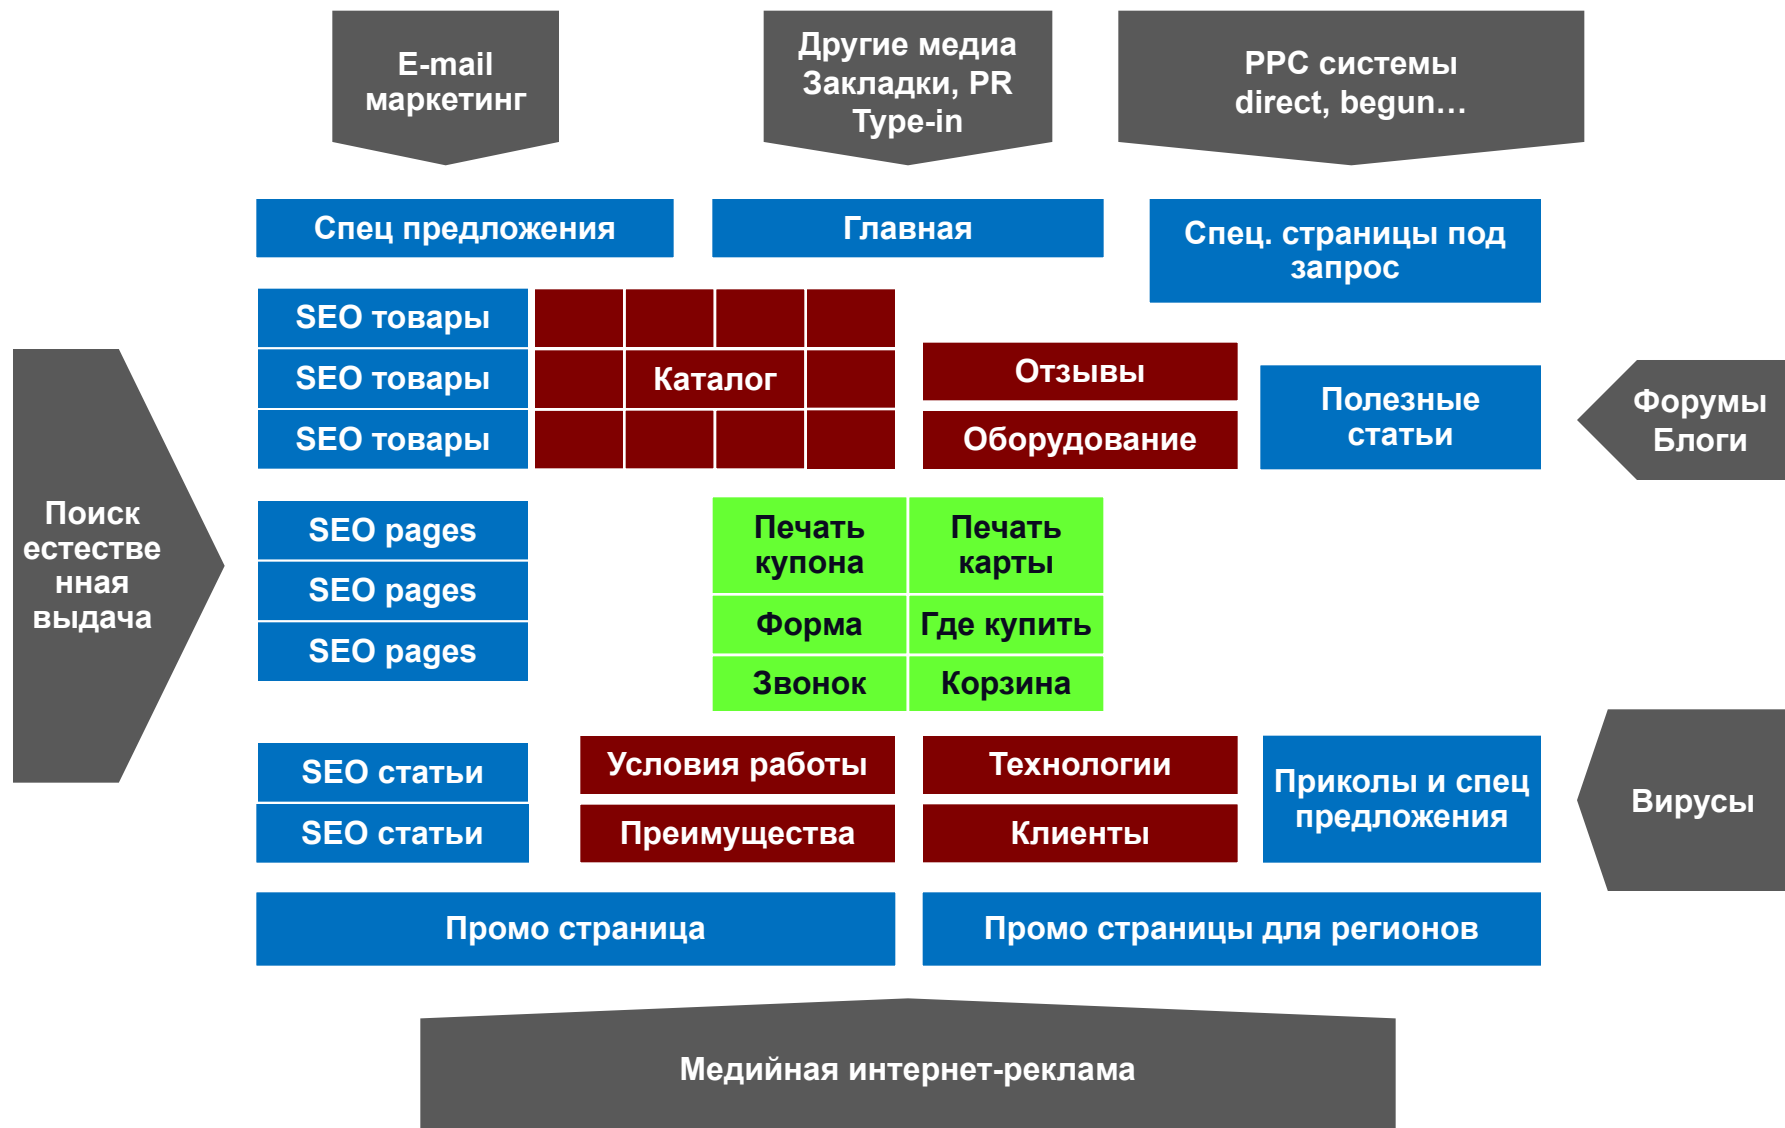 E-mail
маркетинг
Другие медиа
Закладки, PR
Type-in
PPC системы
direct, begun…
Спец предложения
Главная
Спец. страницы под
запрос
SEO товары
SEO товары
SEO товары
Каталог
Отзывы
Оборудование
Полезные
статьи
Форумы
Блоги
Поиск
естестве
нная
выдача
SEO pages
SEO pages
SEO pages
Печать
купона
Печать
карты
Форма
Где купить
Звонок
Корзина
SEO статьи
SEO статьи
Условия работы
Преимущества
Технологии
Клиенты
Приколы и спец
предложения
Вирусы
Промо страница
Промо страницы для регионов
Медийная интернет-реклама